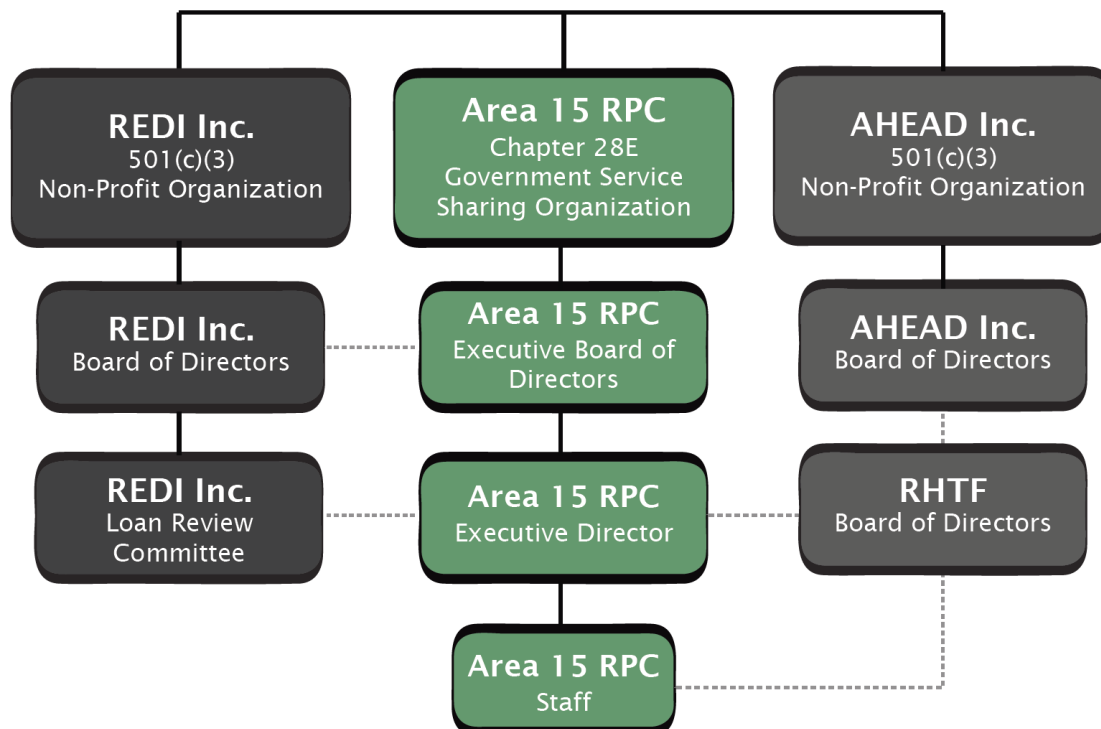 REDI Inc.
501(c)(3)
Non-Profit Organization
Area 15 RPC
Chapter 28E
Government Service
Sharing Organization
AHEAD Inc.
501(c)(3)
Non-Profit Organization
REDI Inc.
Board of Directors
Area 15 RPC
Executive Board of
Directors
AHEAD Inc.
Board of Directors
REDI Inc.
Loan Review
Committee
Area 15 RPC
Executive Director
RHTF
Board of Directors
Area 15 RPC
Staff